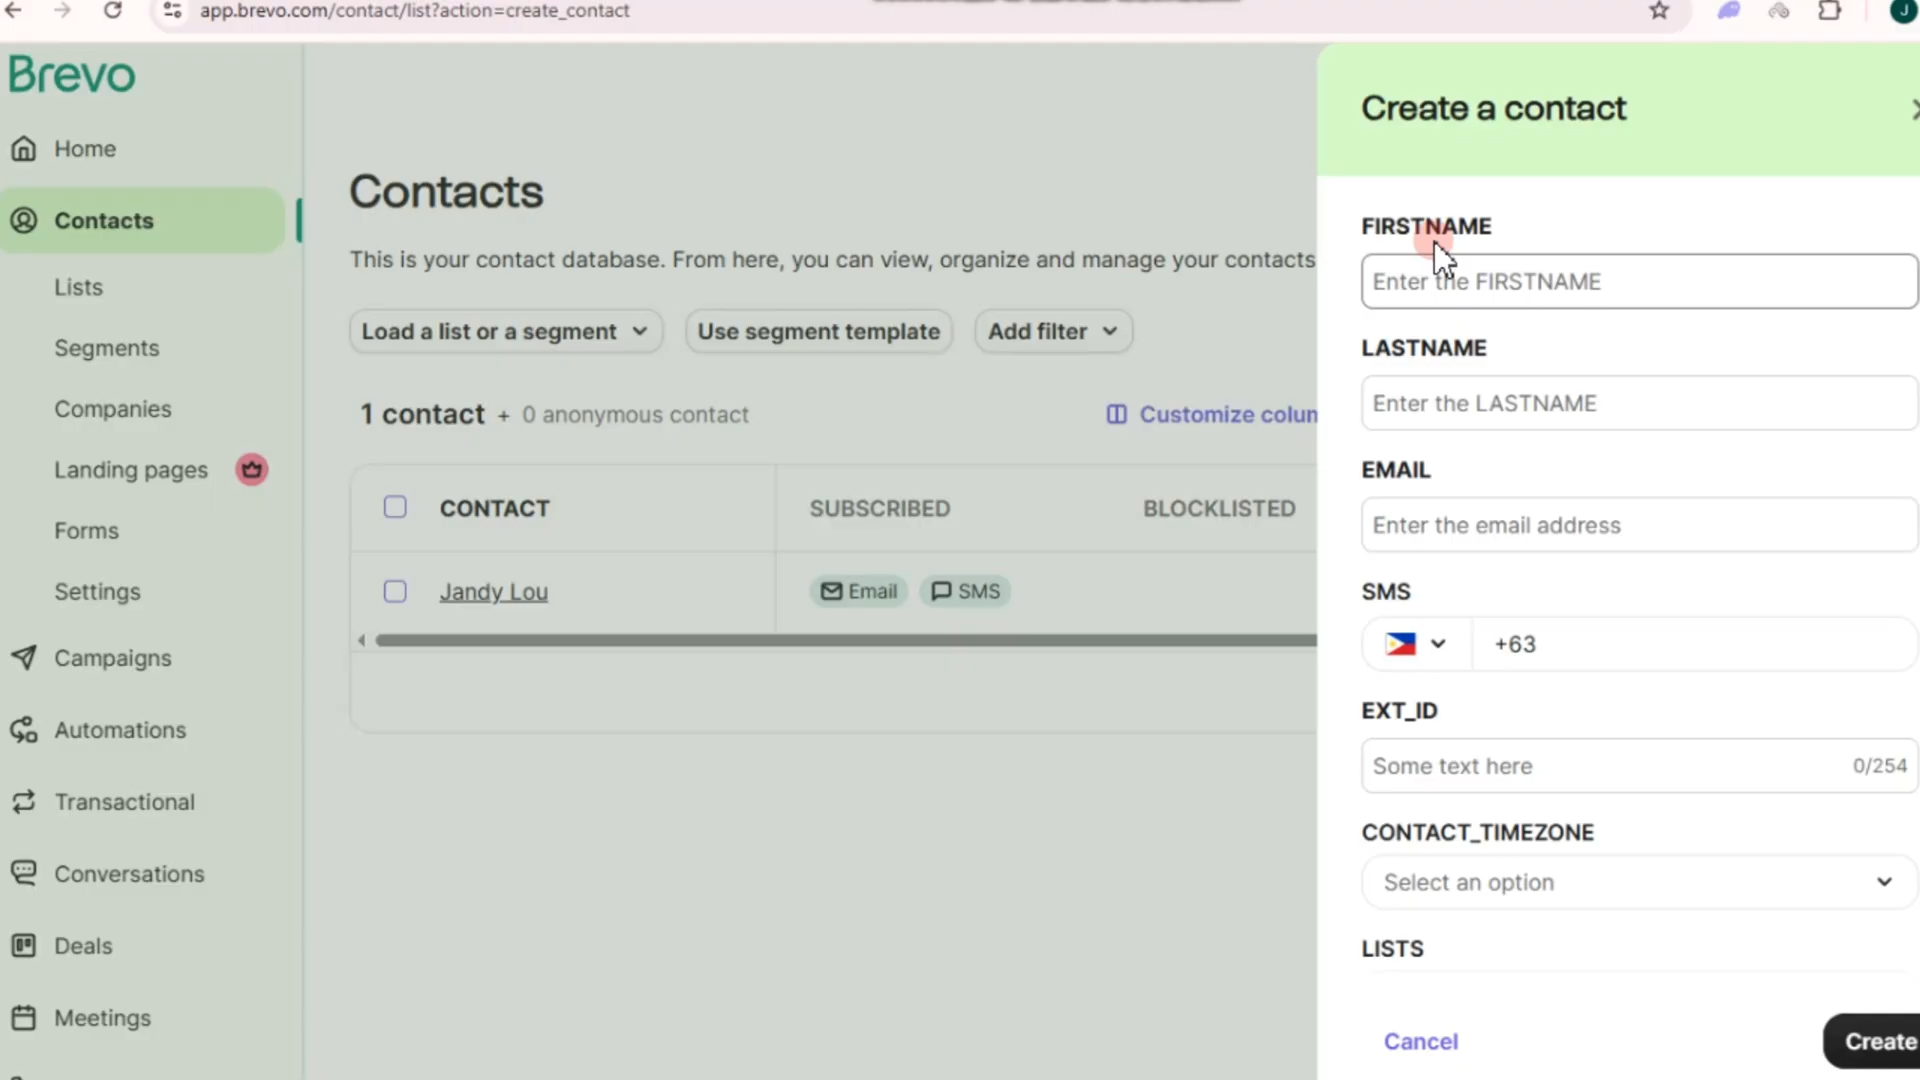 app.brevo.com/contact/list?action=create_contact
J
Brevo
Home
Contacts
Lists
Segments
Companies
Landing pages
Forms
Settings
Campaigns
Automations
Transactional
Conversations
Deals
Meetings
Contacts
This is your contact database. From here, you can view, organize and manage your contacts
Load a list or a segment
Use segment template
Add filter
1 contact + 0 anonymous contact
Customize colum
CONTACT
SUBSCRIBED
BLOCKLISTED
Jandy Lou
Email
SMS
Create a contact
FIRSTNAME
Enter the FIRSTNAME
LASTNAME
Enter the LASTNAME
EMAIL
Enter the email address
SMS
+63
EXT_ID
Some text here
0/254
CONTACT_TIMEZONE
Select an option
LISTS
Cancel
Create